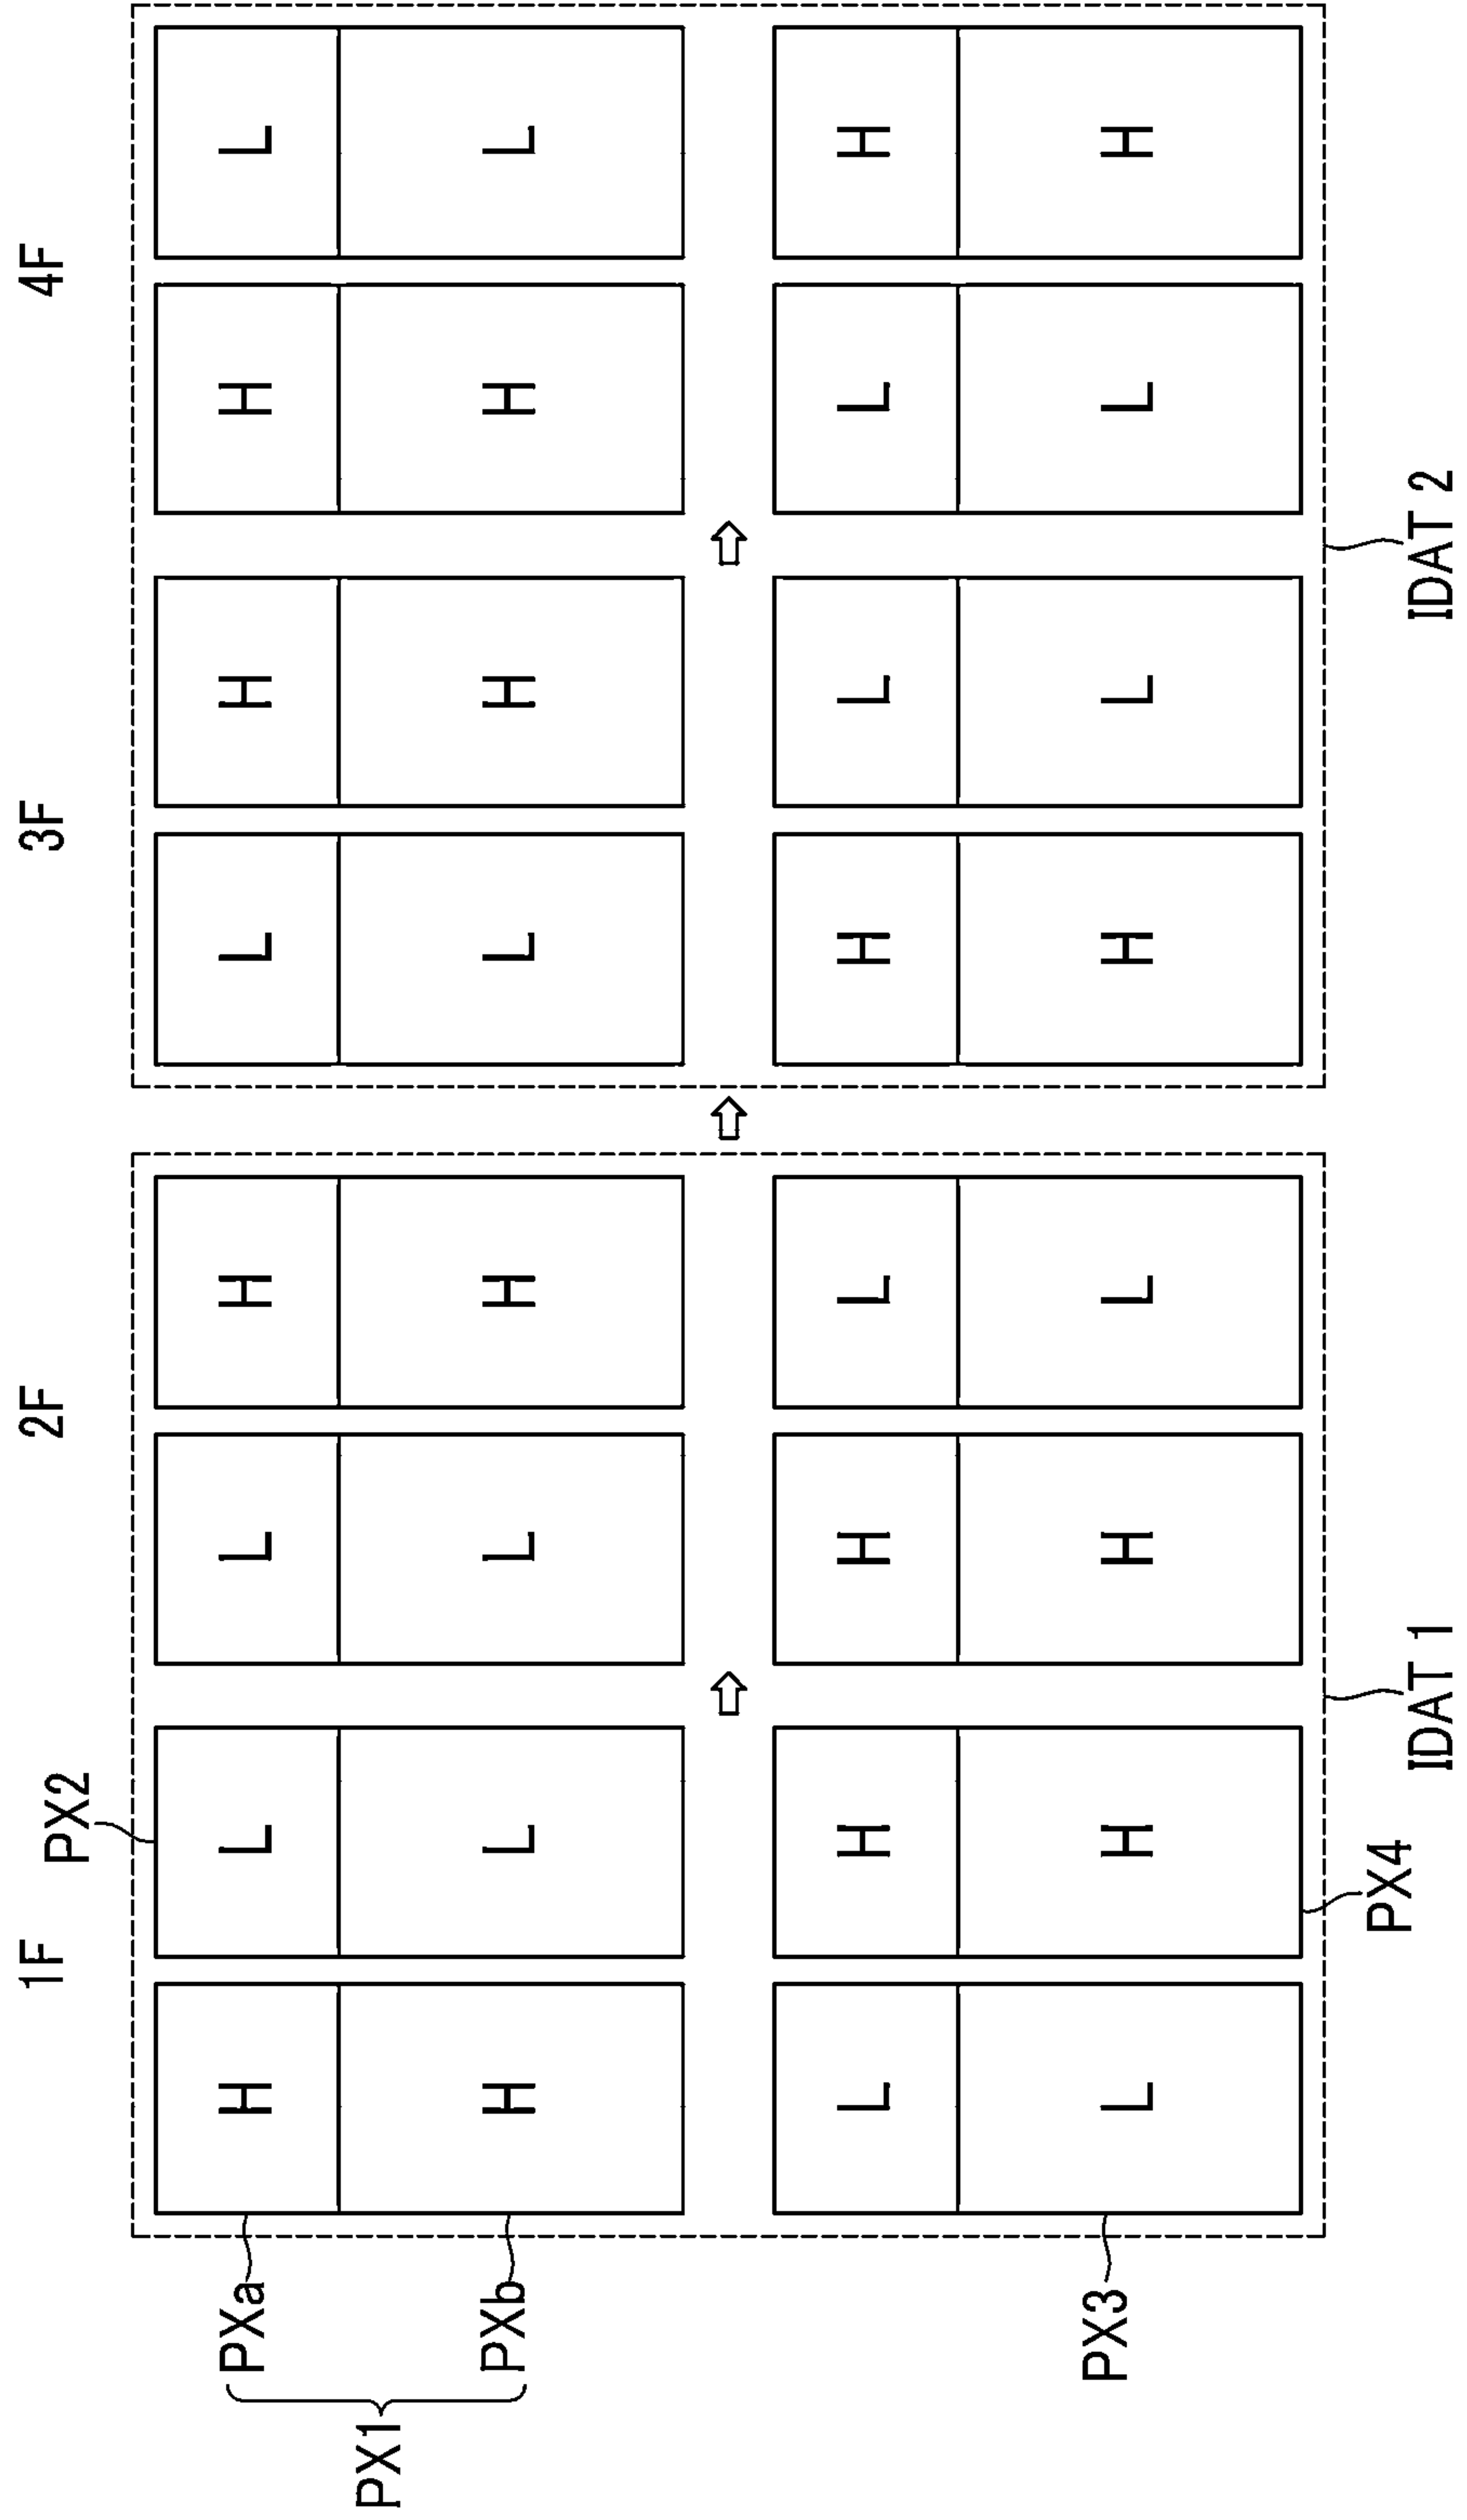 1F 2F 3F 4F
PX2
PXa H L L H L H H L
PX1
PXb H L L H L H H L
L H H L H L L H
PX3 L H H L H L L H
PX4
IDAT 1 IDAT 2